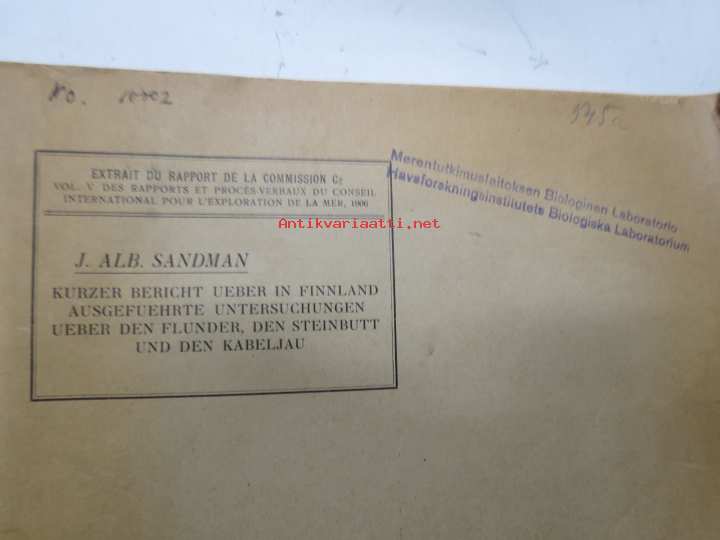 No. 10002
EXTRAIT DU RAPPORT DE LA COMMISSION C2
VOL. V DES RAPPORTS ET PROCÈS-VERBAUX DU CONSEIL
INTERNATIONAL POUR L'EXPLORATION DE LA MER, 1906
Antikvariaatti.net
J. ALB. SANDMAN
KURZER BERICHT UEBER IN FINNLAND
AUSGEFUEHRTE UNTERSUCHUNGEN
UEBER DEN FLUNDER, DEN STEINBUTT
UND DEN KABELJAU
Merentutkimuslaitoksen Biologinen Laboratorio
Havsforskningsinstitutets Biologiska Laboratorium